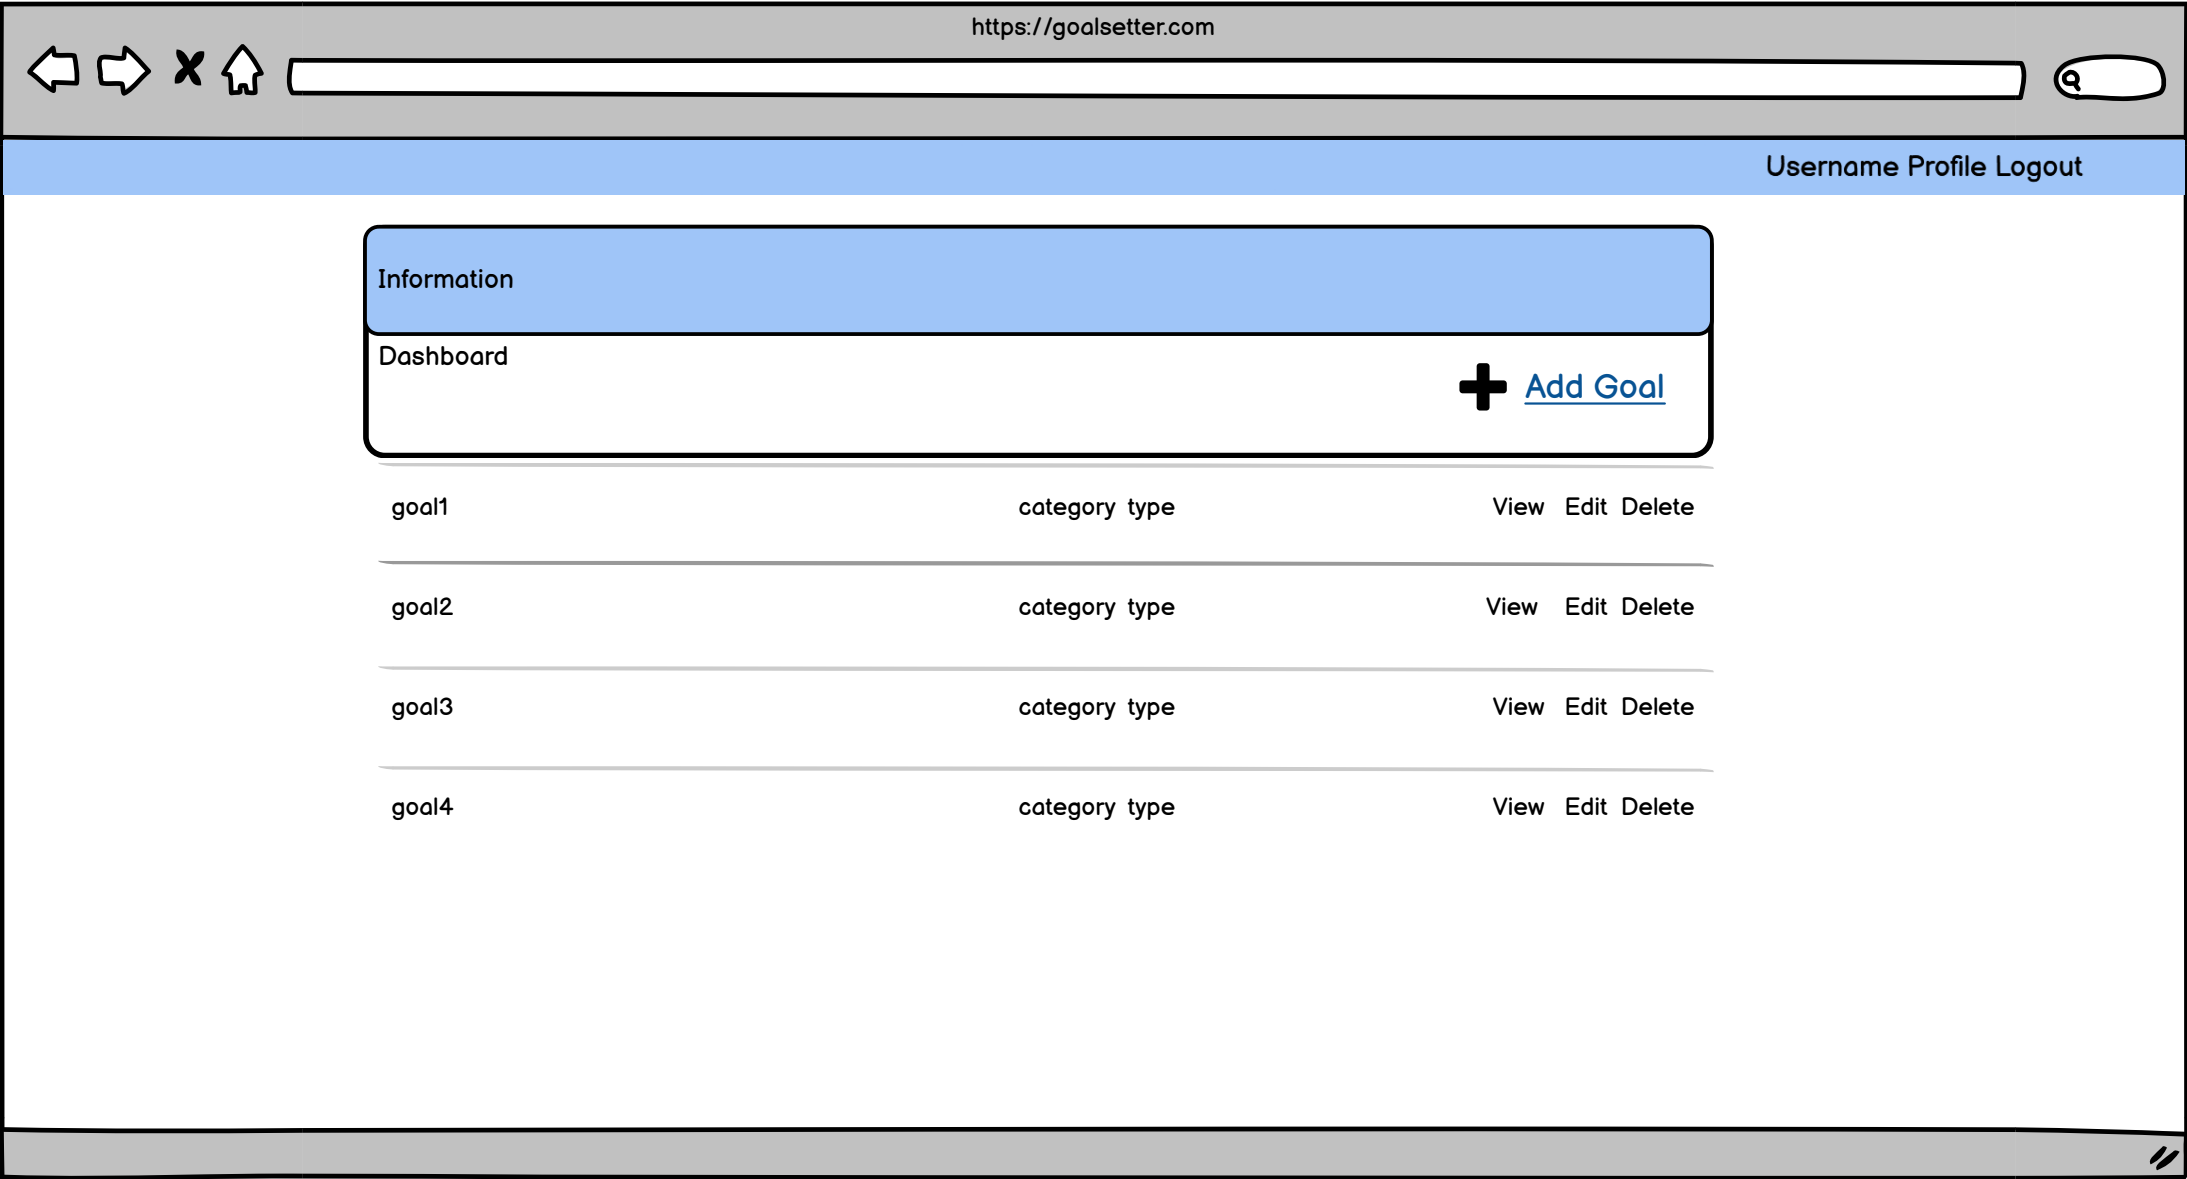 https://goalsetter.com
Username Profile Logout
Information
Dashboard
Add Goal
goal1 category type View Edit Delete
goal2 category type View Edit Delete
goal3 category type View Edit Delete
goal4 category type View Edit Delete